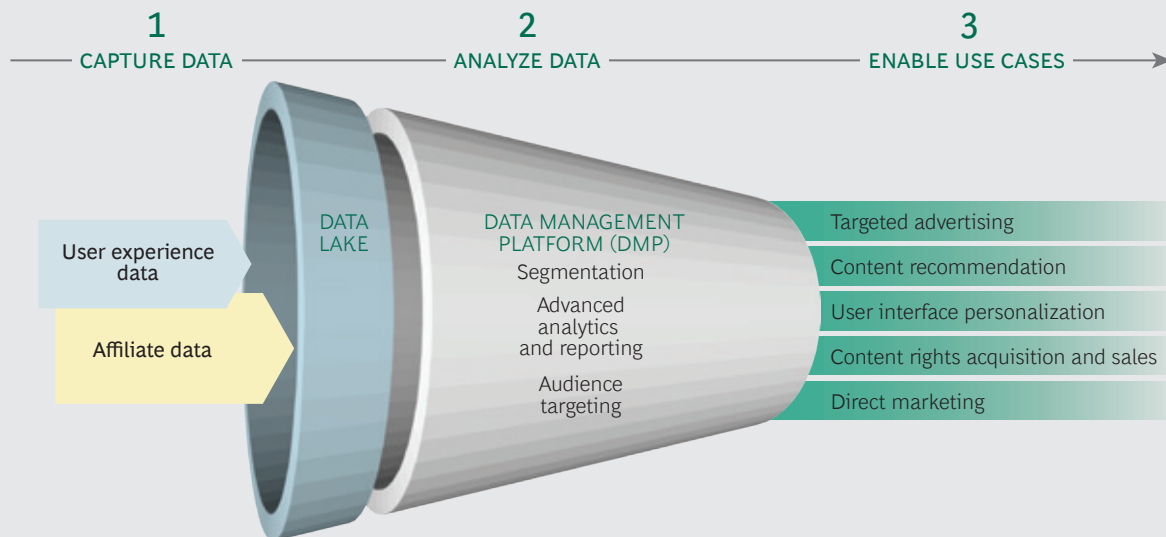 1
CAPTURE DATA
2
ANALYZE DATA
3
ENABLE USE CASES
User experience
data
Affiliate data
DATA
LAKE
DATA MANAGEMENT
PLATFORM (DMP)
Segmentation
Advanced
analytics
and reporting
Audience
targeting
Targeted advertising
Content recommendation
User interface personalization
Content rights acquisition and sales
Direct marketing